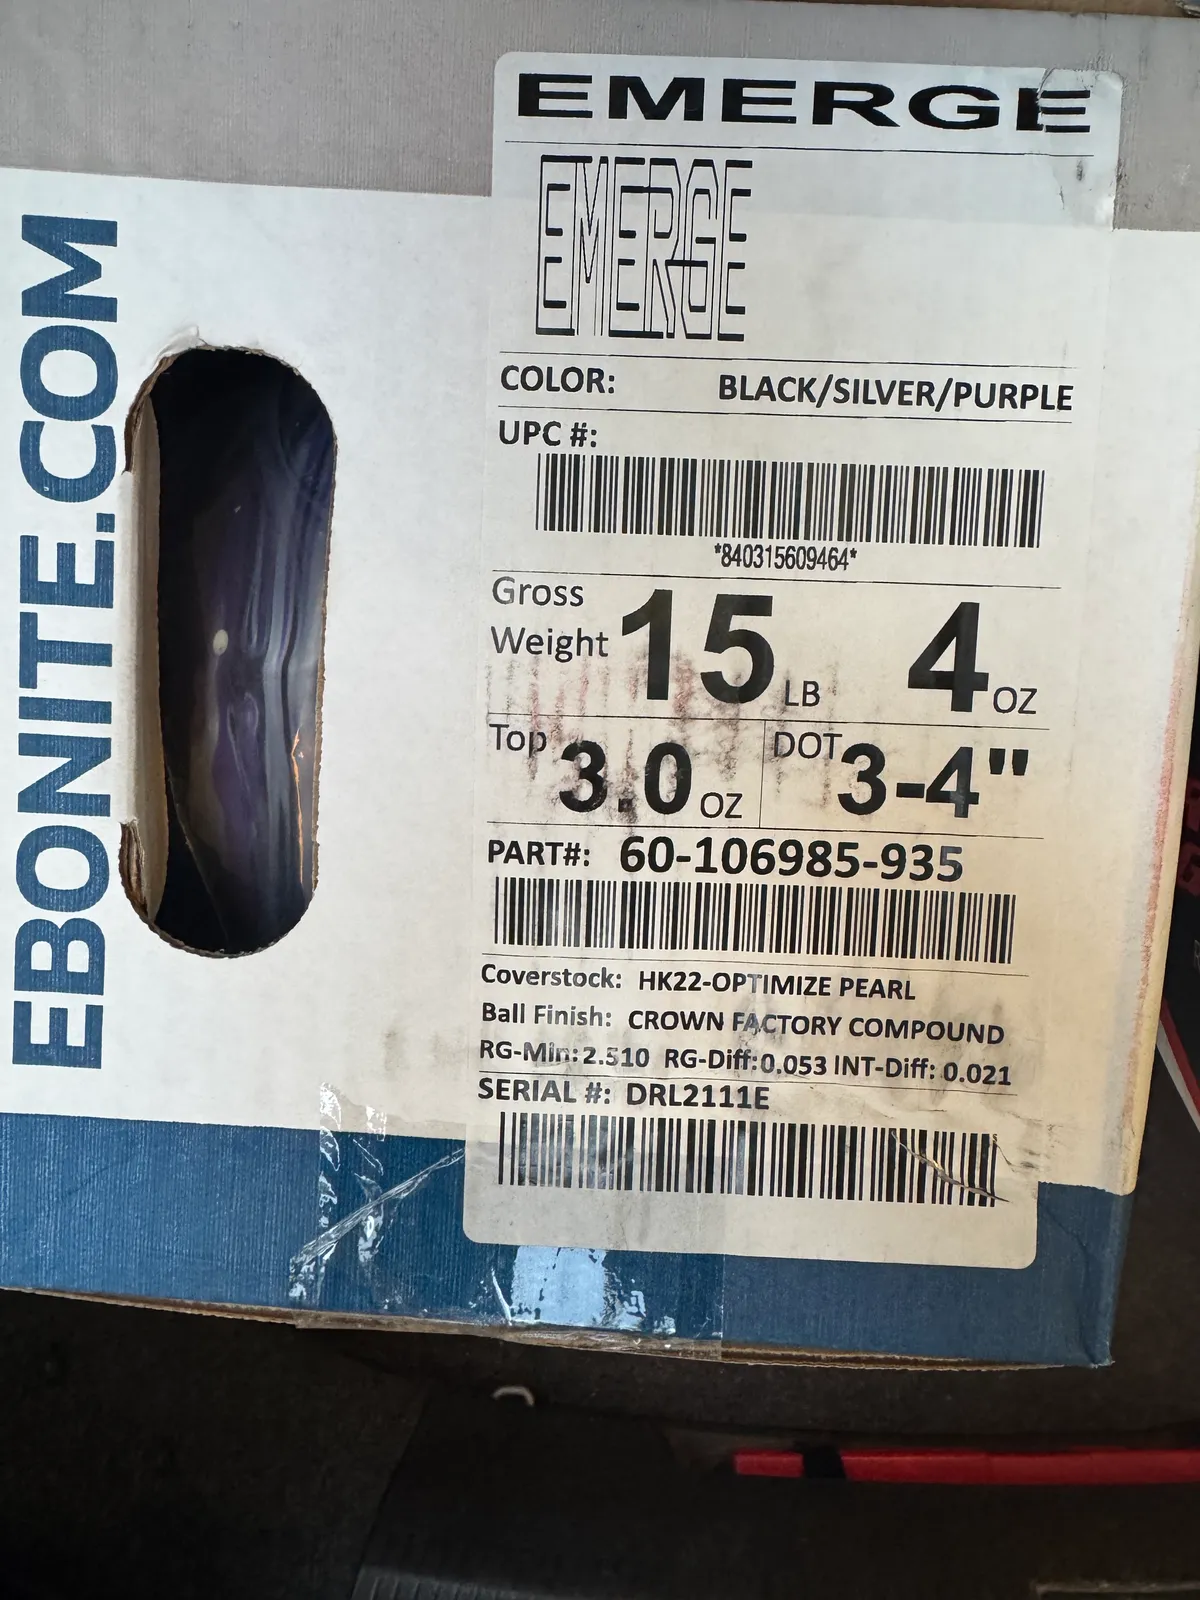 EBONITE.COM
EMERGE
EMERGE
COLOR: BLACK/SILVER/PURPLE
UPC #:
*840315609464*
Gross
Weight 15 LB 4 OZ
Top 3.0 OZ DOT 3-4"
PART#: 60-106985-935
Coverstock: HK22-OPTIMIZE PEARL
Ball Finish: CROWN FACTORY COMPOUND
RG-Min: 2.510 RG-Diff: 0.053 INT-Diff: 0.021
SERIAL #: DRL2111E